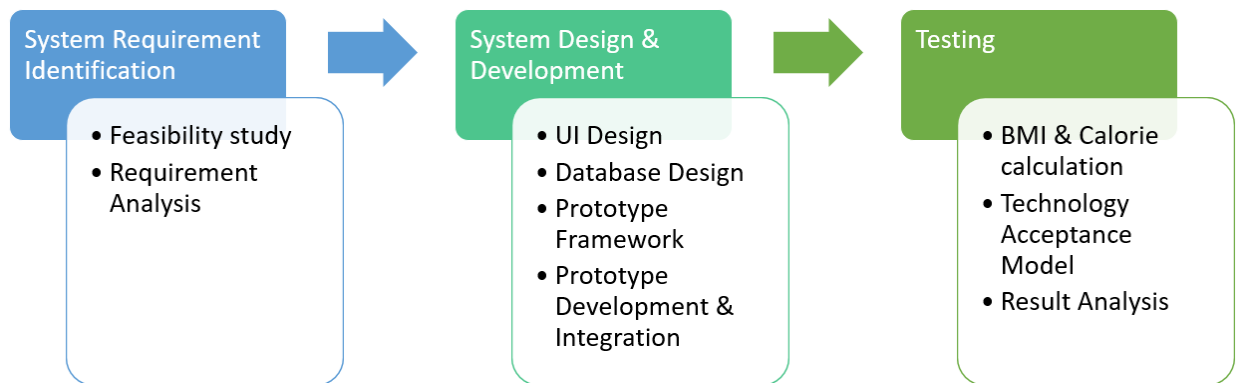 System Requirement
Identification
• Feasibility study
• Requirement
Analysis
System Design &
Development
• UI Design
• Database Design
• Prototype
Framework
• Prototype
Development &
Integration
Testing
• BMI & Calorie
calculation
• Technology
Acceptance
Model
• Result Analysis